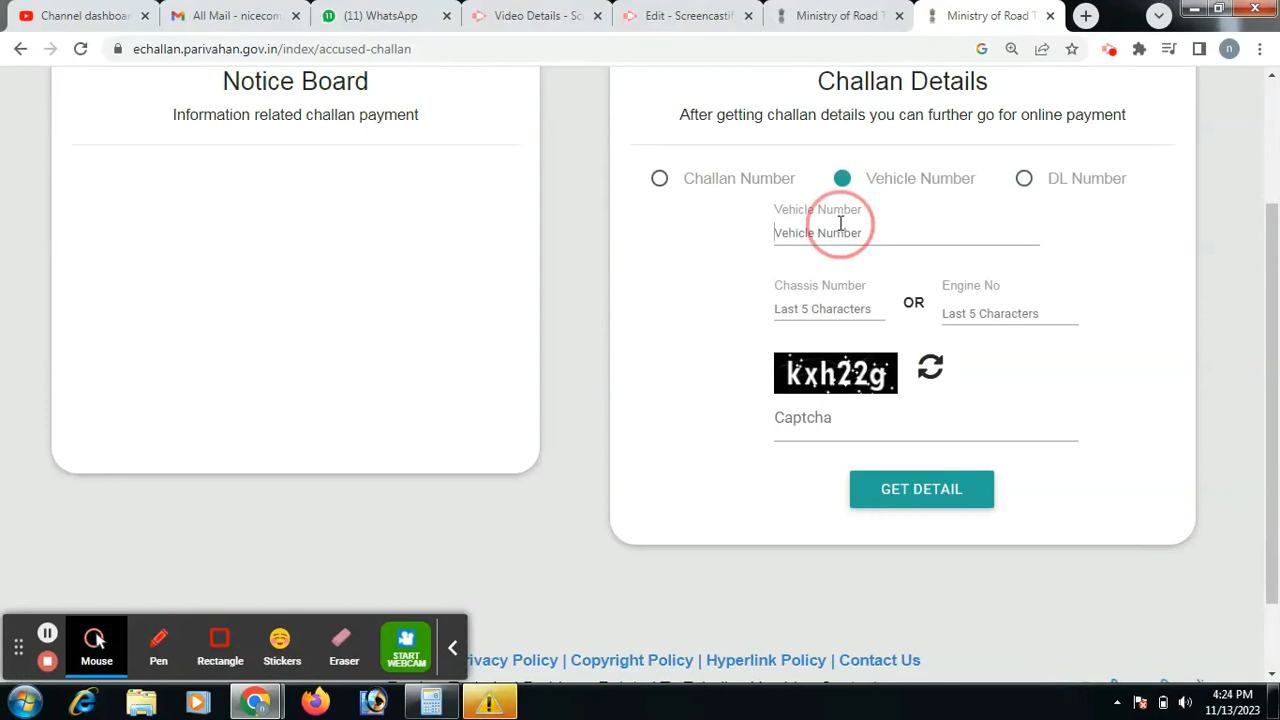 Channel dashboa
All Mail - nicecom
(11) WhatsApp
Video Details - Sc
Edit - Screencastif
Ministry of Road T
Ministry of Road T
echallan.parivahan.gov.in/index/accused-challan
n
Notice Board
Information related challan payment
Challan Details
After getting challan details you can further go for online payment
Challan Number
Vehicle Number
DL Number
Vehicle Number
Vehicle Number
Chassis Number
Last 5 Characters
OR
Engine No
Last 5 Characters
kxh22g
Captcha
GET DETAIL
Mouse
Pen
Rectangle
Stickers
Eraser
START WEBCAM
rivacy Policy | Copyright Policy | Hyperlink Policy | Contact Us
4:24 PM
11/13/2023